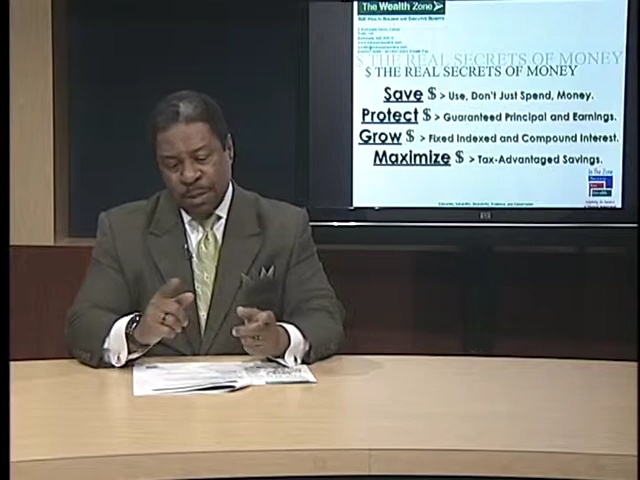 The Wealth Zone
$ THE REAL SECRETS OF MONEY
$ THE REAL SECRETS OF MONEY
Save $ > Use, Don't Just Spend, Money.
Protect $ > Guaranteed Principal and Earnings.
Grow $ > Fixed Indexed and Compound Interest.
Maximize $ > Tax-Advantaged Savings.
In The Zone
hp